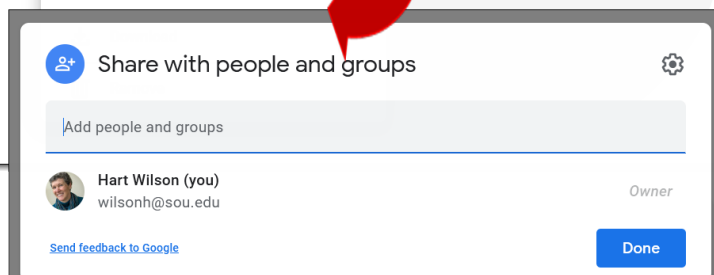 Share with people and groups
Add people and groups
Hart Wilson (you)
wilsonh@sou.edu
Owner
Send feedback to Google
Done